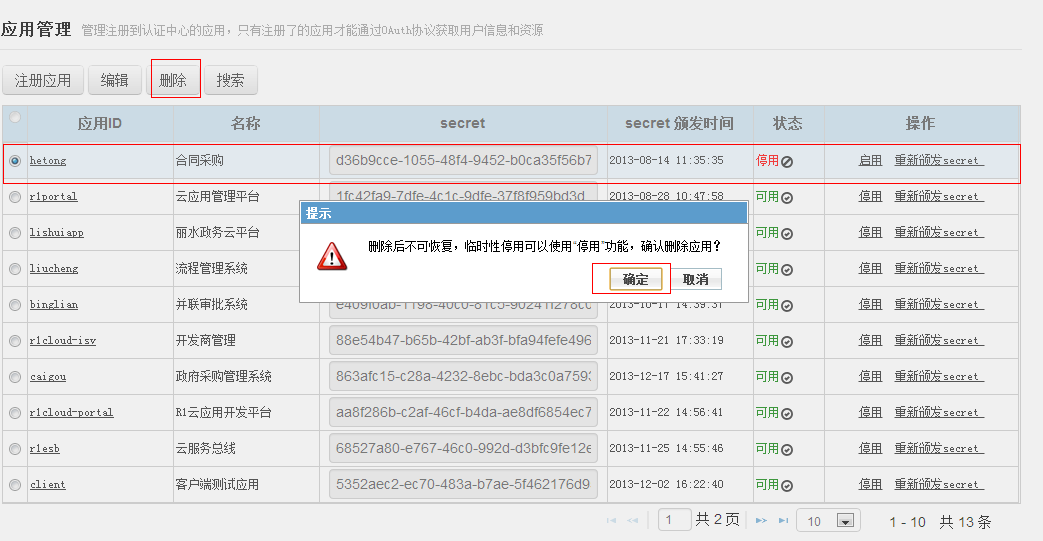 应用管理 管理注册到认证中心的应用，只有注册了的应用才能通过OAuth协议获取用户信息和资源
注册应用 编辑 删除 搜索
应用ID 名称 secret secret 颁发时间 状态 操作
hetong 合同采购 d36b9cce-1055-48f4-9452-b0ca35f56b7 2013-08-14 11:35:35 停用 启用 重新颁发secret
r1portal 云应用管理平台 1fc42fa9-7dfe-4c1c-9dfe-37f8f959bd3d 2013-08-28 10:47:58 可用 停用 重新颁发secret
提示
lishuiapp 丽水政务云平台 可用 停用 重新颁发secret
删除后不可恢复，临时性停用可以使用“停用”功能，确认删除应用？
liucheng 流程管理系统 可用 停用 重新颁发secret
确定 取消
binglian 并联审批系统 可用 停用 重新颁发secret
r1cloud-isv 开发商管理 88e54b47-b65b-42bf-ab3f-bfa94fefe496 2013-11-21 17:33:19 可用 停用 重新颁发secret
caigou 政府采购管理系统 863afc15-c28a-4232-8ebc-bda3c0a7593 2013-12-17 15:41:27 可用 停用 重新颁发secret
r1cloud-portal R1云应用开发平台 aa8f286b-c2af-46cf-b4da-ae8df6854ec7 2013-11-22 14:56:41 可用 停用 重新颁发secret
r1esb 云服务总线 68527a80-e767-46c0-992d-d3bfc9fe12e 2013-11-25 14:55:46 可用 停用 重新颁发secret
client 客户端测试应用 5352aec2-ec70-483a-b7ae-5f462176d9 2013-12-02 16:22:40 可用 停用 重新颁发secret
1 共 2 页 10 1 - 10 共 13 条